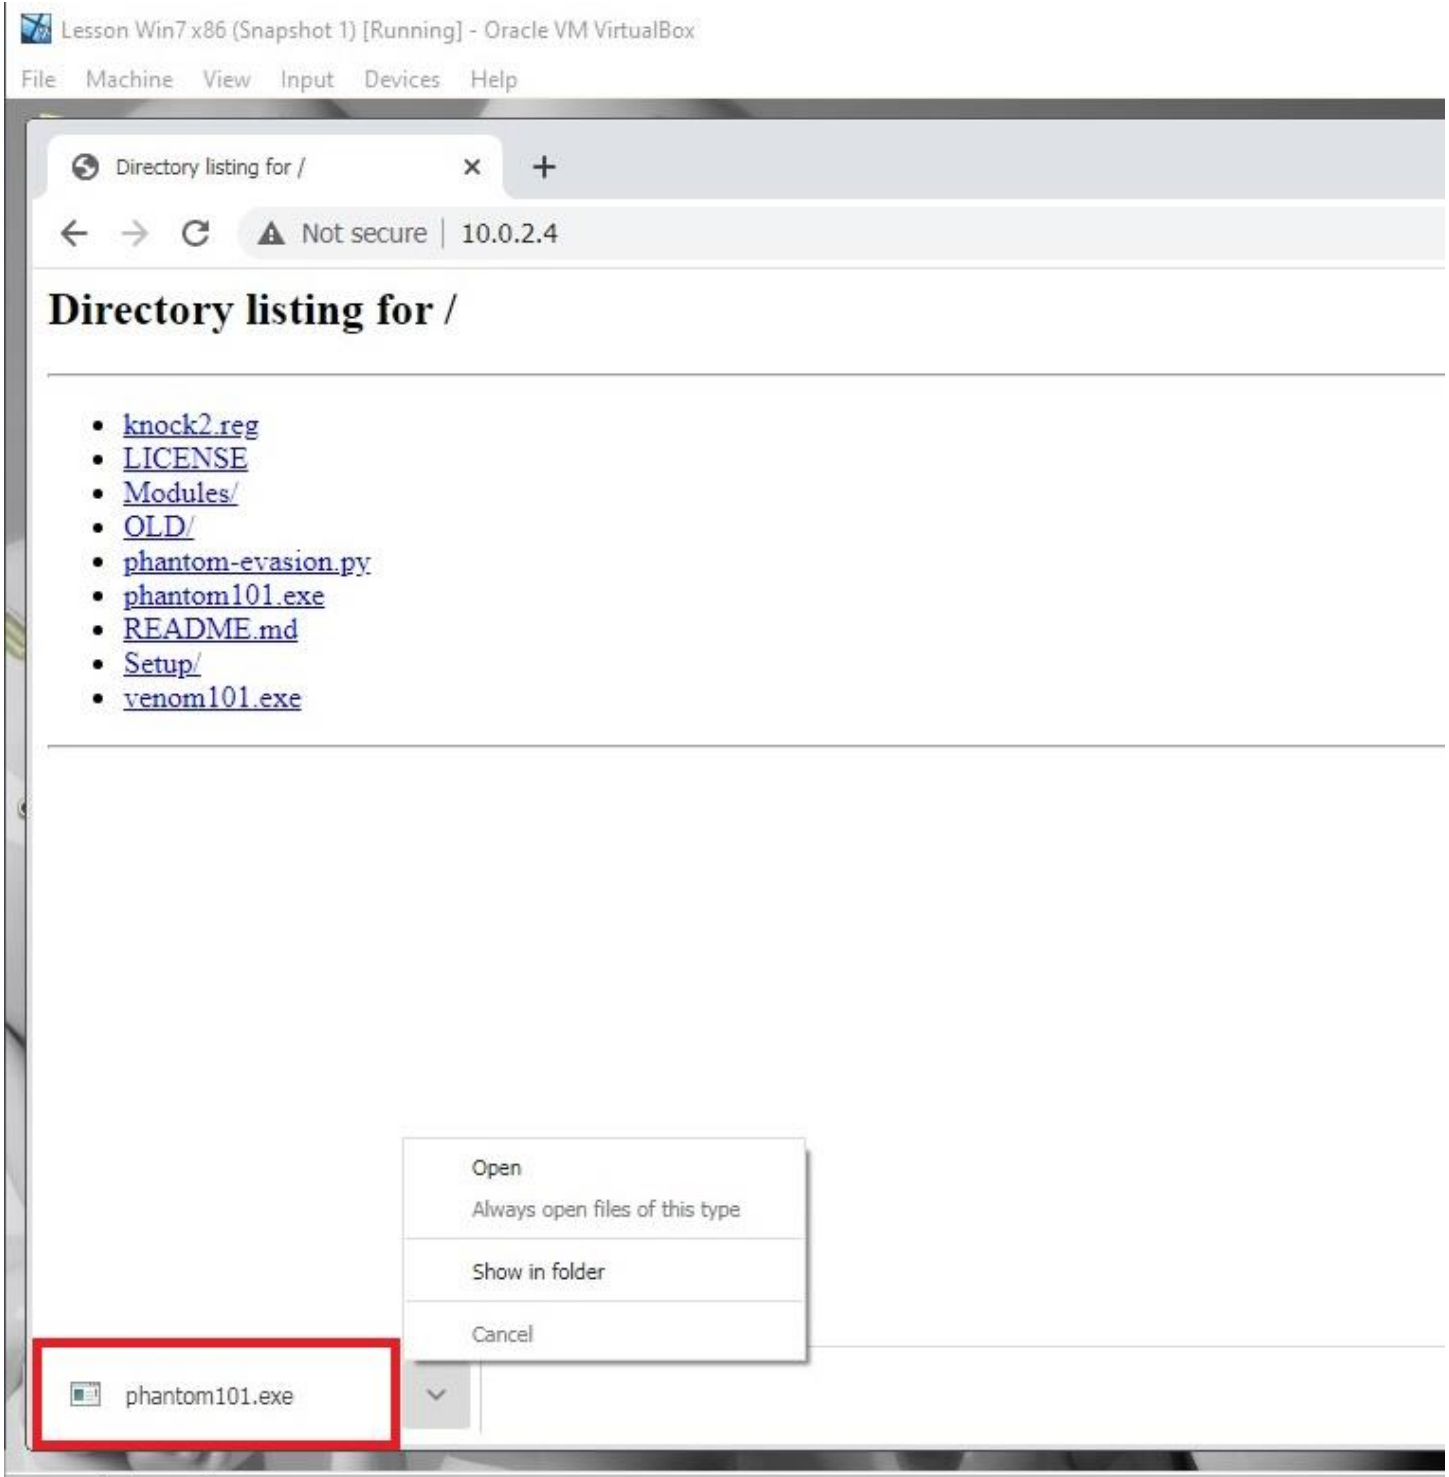 Lesson Win7 x86 (Snapshot 1) [Running] - Oracle VM VirtualBox
File Machine View Input Devices Help
Directory listing for /
Not secure | 10.0.2.4
Directory listing for /
knock2.reg
LICENSE
Modules/
OLD/
phantom-evasion.py
phantom101.exe
README.md
Setup/
venom101.exe
Open
Always open files of this type
Show in folder
Cancel
phantom101.exe